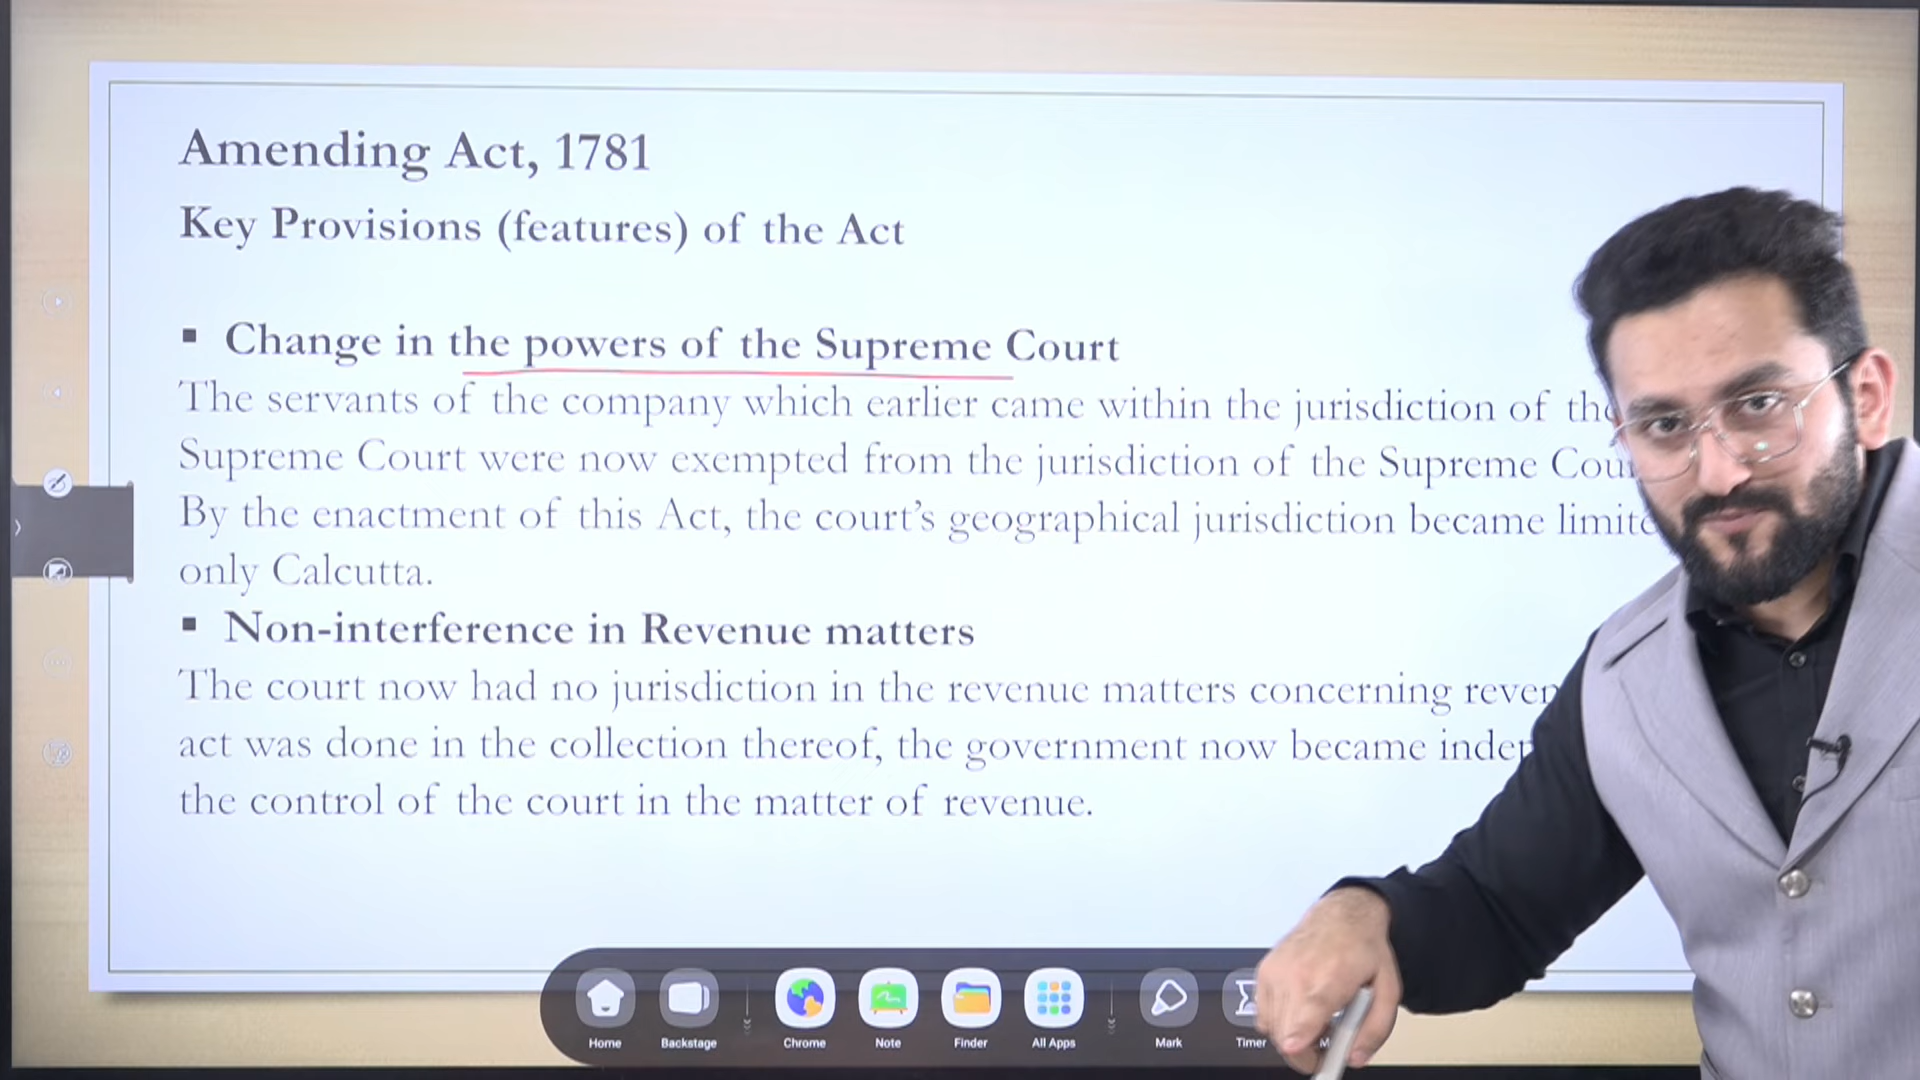 Amending Act, 1781
Key Provisions (features) of the Act
▪ Change in the powers of the Supreme Court
The servants of the company which earlier came within the jurisdiction of the
Supreme Court were now exempted from the jurisdiction of the Supreme
By the enactment of this Act, the court’s geographical jurisdiction became
only Calcutta.
▪ Non-interference in Revenue matters
The court now had no jurisdiction in the revenue matters concerning
act was done in the collection thereof, the government now became
the control of the court in the matter of revenue.
Home Backstage Chrome Note Finder All Apps Mark Timer